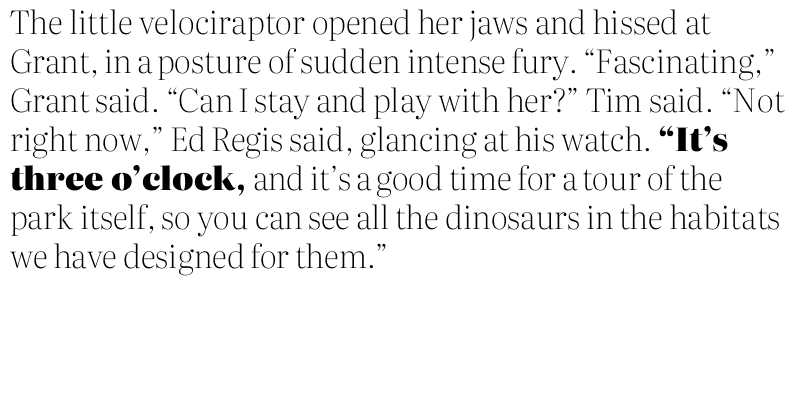 The little velociraptor opened her jaws and hissed at
Grant, in a posture of sudden intense fury. “Fascinating,”
Grant said. “Can I stay and play with her?” Tim said. “Not
right now,” Ed Regis said, glancing at his watch. “It’s
three o’clock, and it’s a good time for a tour of the
park itself, so you can see all the dinosaurs in the habitats
we have designed for them.”